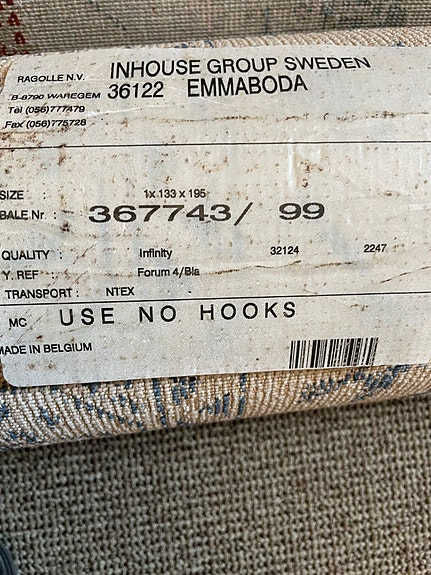 RAGOLLE N.V. INHOUSE GROUP SWEDEN
B-8790 WAREGEM 36122 EMMABODA
Tél (056)777479
Fax (056)775728
SIZE 1x 133 x 195
BALE Nr. : 367743/ 99
QUALITY : Infinity 32124 2247
Y. REF : Forum 4/Bla
TRANSPORT : NTEX -
MC USE NO HOOKS
MADE IN BELGIUM